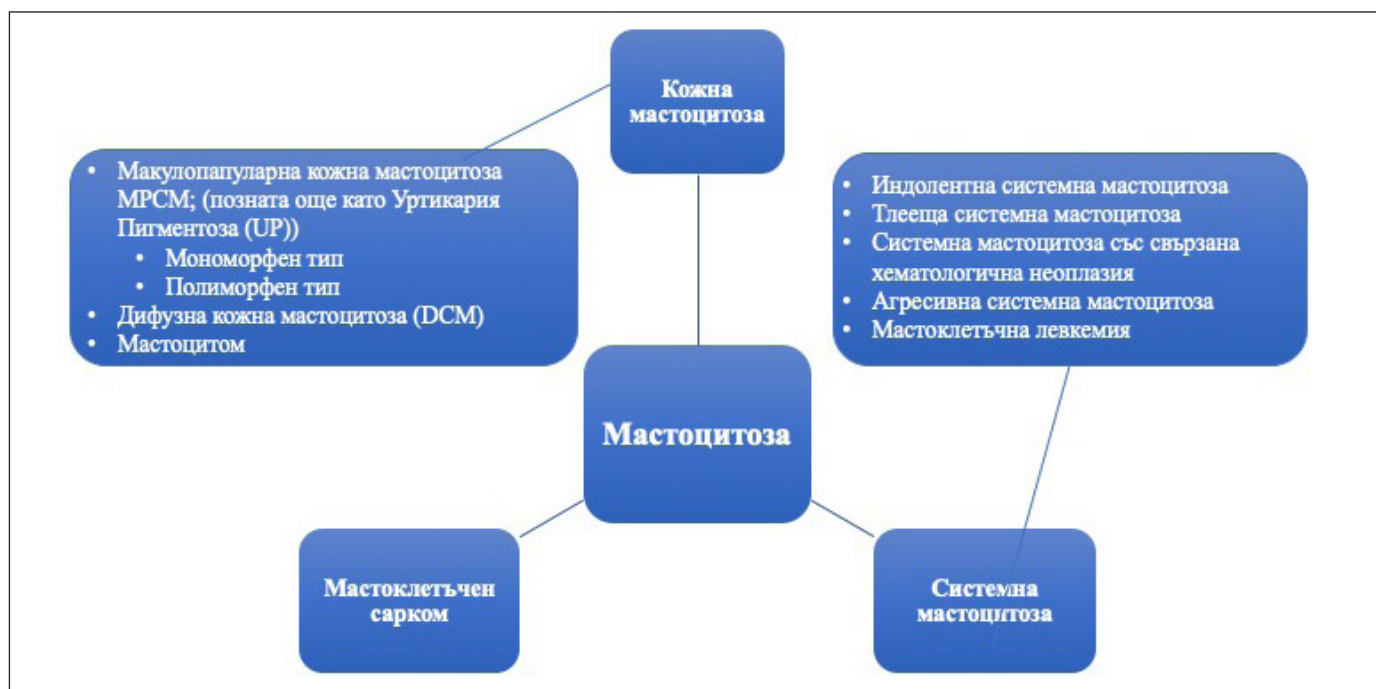 Кожна
мастоцитоза
• Макулопапуларна кожна мастоцитоза
МРСМ; (позната още като Уртикария
Пигментоза (UP))
• Мономорфен тип
• Полиморфен тип
• Дифузна кожна мастоцитоза (DCM)
• Мастоцитом
• Индолентна системна мастоцитоза
• Тлееща системна мастоцитоза
• Системна мастоцитоза със свързана
хематологична неоплазия
• Агресивна системна мастоцитоза
• Мастоклетъчна левкемия
Мастоцитоза
Мастоклетъчен
сарком
Системна
мастоцитоза